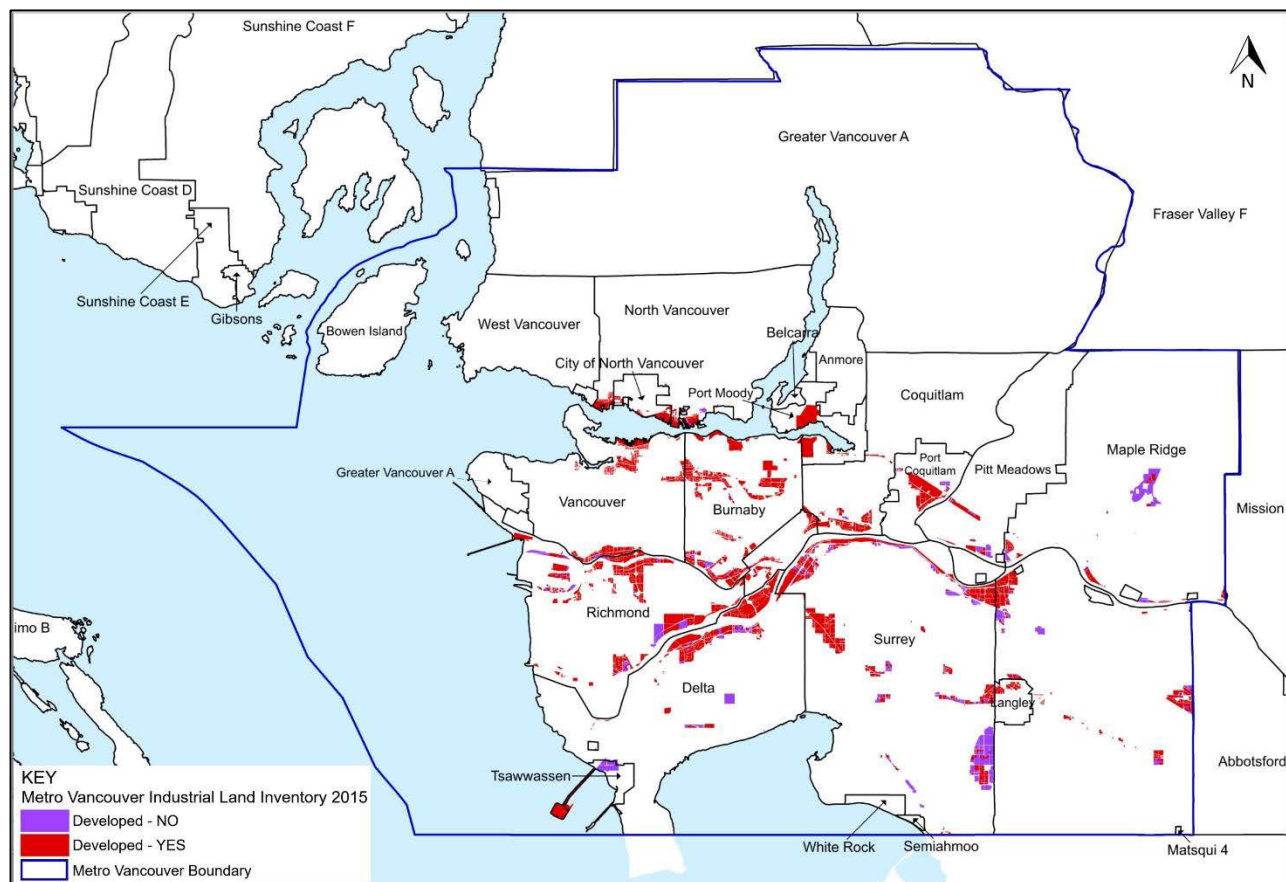 Sunshine Coast F
N
Greater Vancouver A
Sunshine Coast D
Fraser Valley F
Sunshine Coast E
Gibsons
Bowen Island
West Vancouver
North Vancouver
Belcarra
City of North Vancouver
Anmore
Port Moody
Coquitlam
Greater Vancouver A
Port
Coquitlam
Pitt Meadows
Maple Ridge
Vancouver
Burnaby
Mission
Richmond
imo B
Surrey
Delta
Langley
Abbotsford
Tsawwassen
White Rock
Semiahmoo
Matsqui 4
KEY
Metro Vancouver Industrial Land Inventory 2015
Developed - NO
Developed - YES
Metro Vancouver Boundary